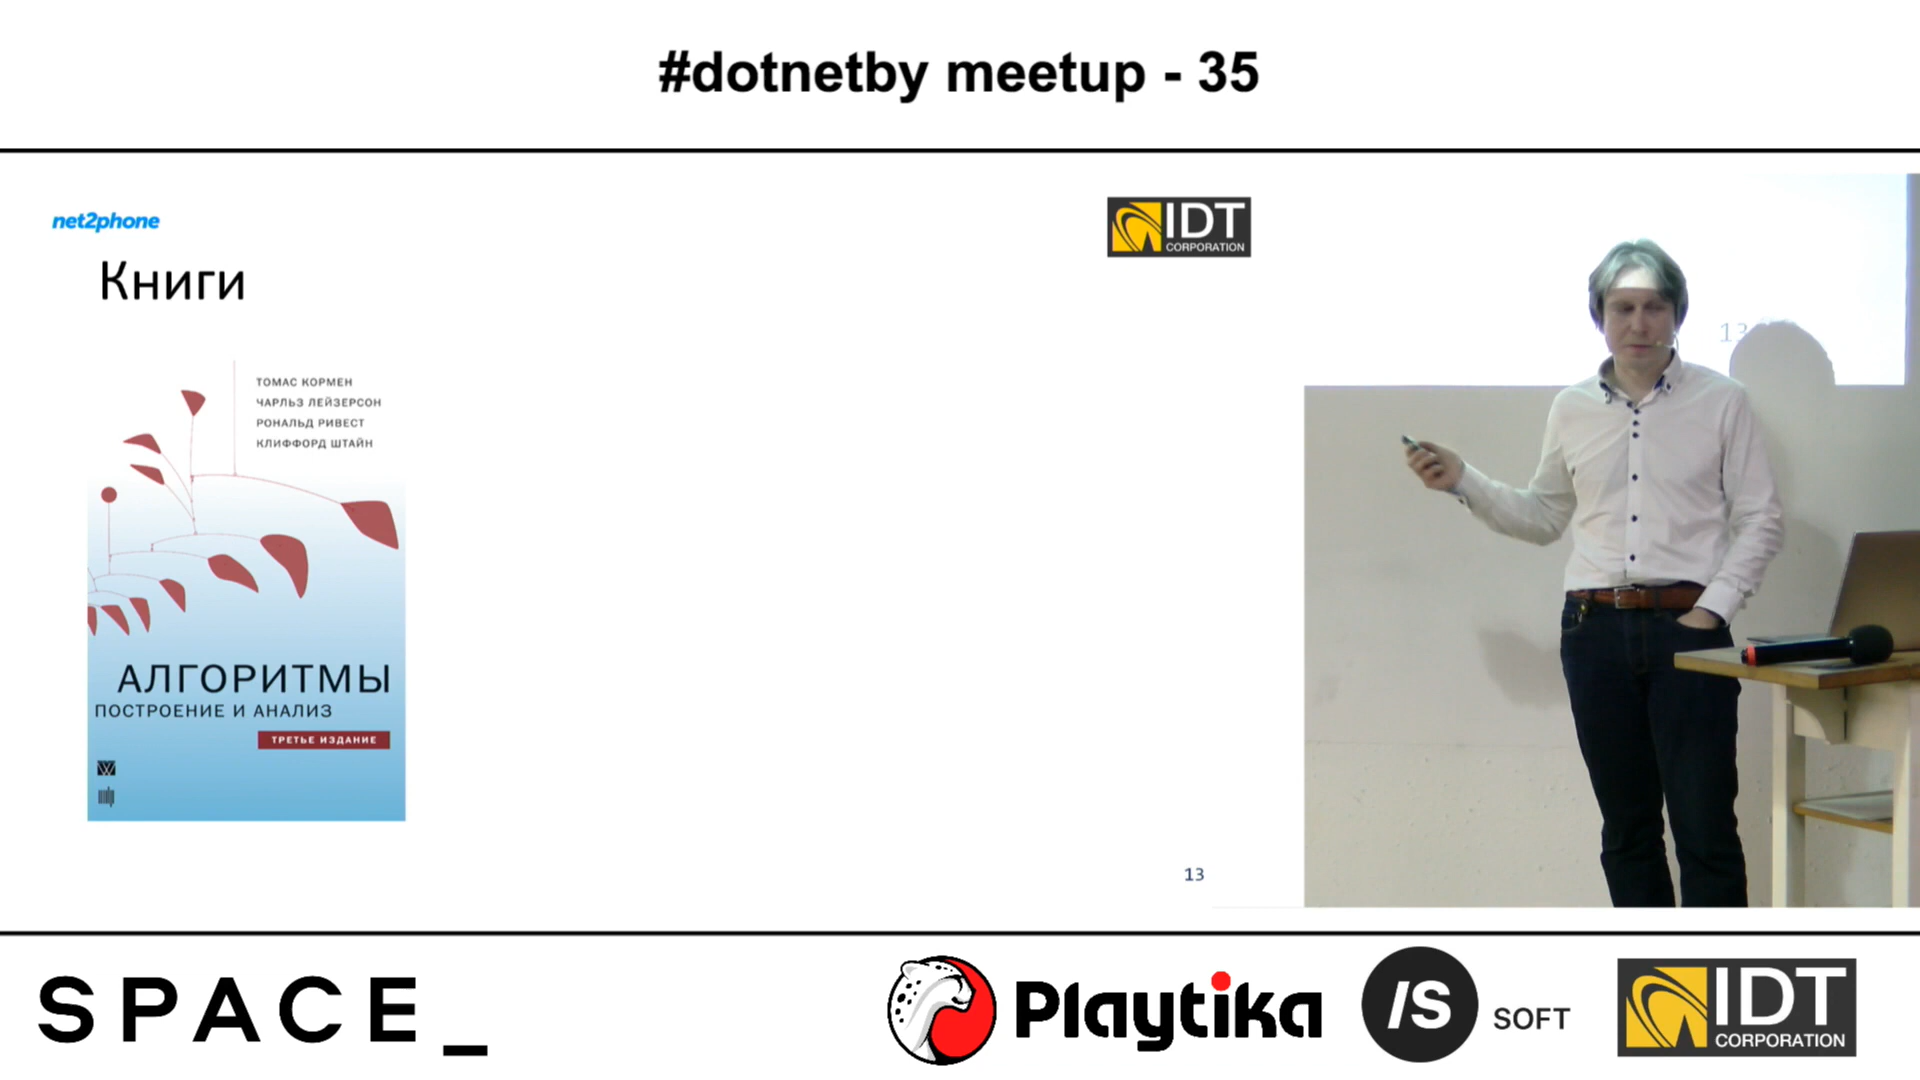 #dotnetby meetup - 35
net2phone
IDT
CORPORATION
Книги
ТОМАС КОРМЕН
ЧАРЛЬЗ ЛЕЙЗЕРСОН
РОНАЛЬД РИВЕСТ
КЛИФФОРД ШТАЙН
АЛГОРИТМЫ
ПОСТРОЕНИЕ И АНАЛИЗ
ТРЕТЬЕ ИЗДАНИЕ
13
13
SPACE_
Playtika
/S SOFT
IDT
CORPORATION